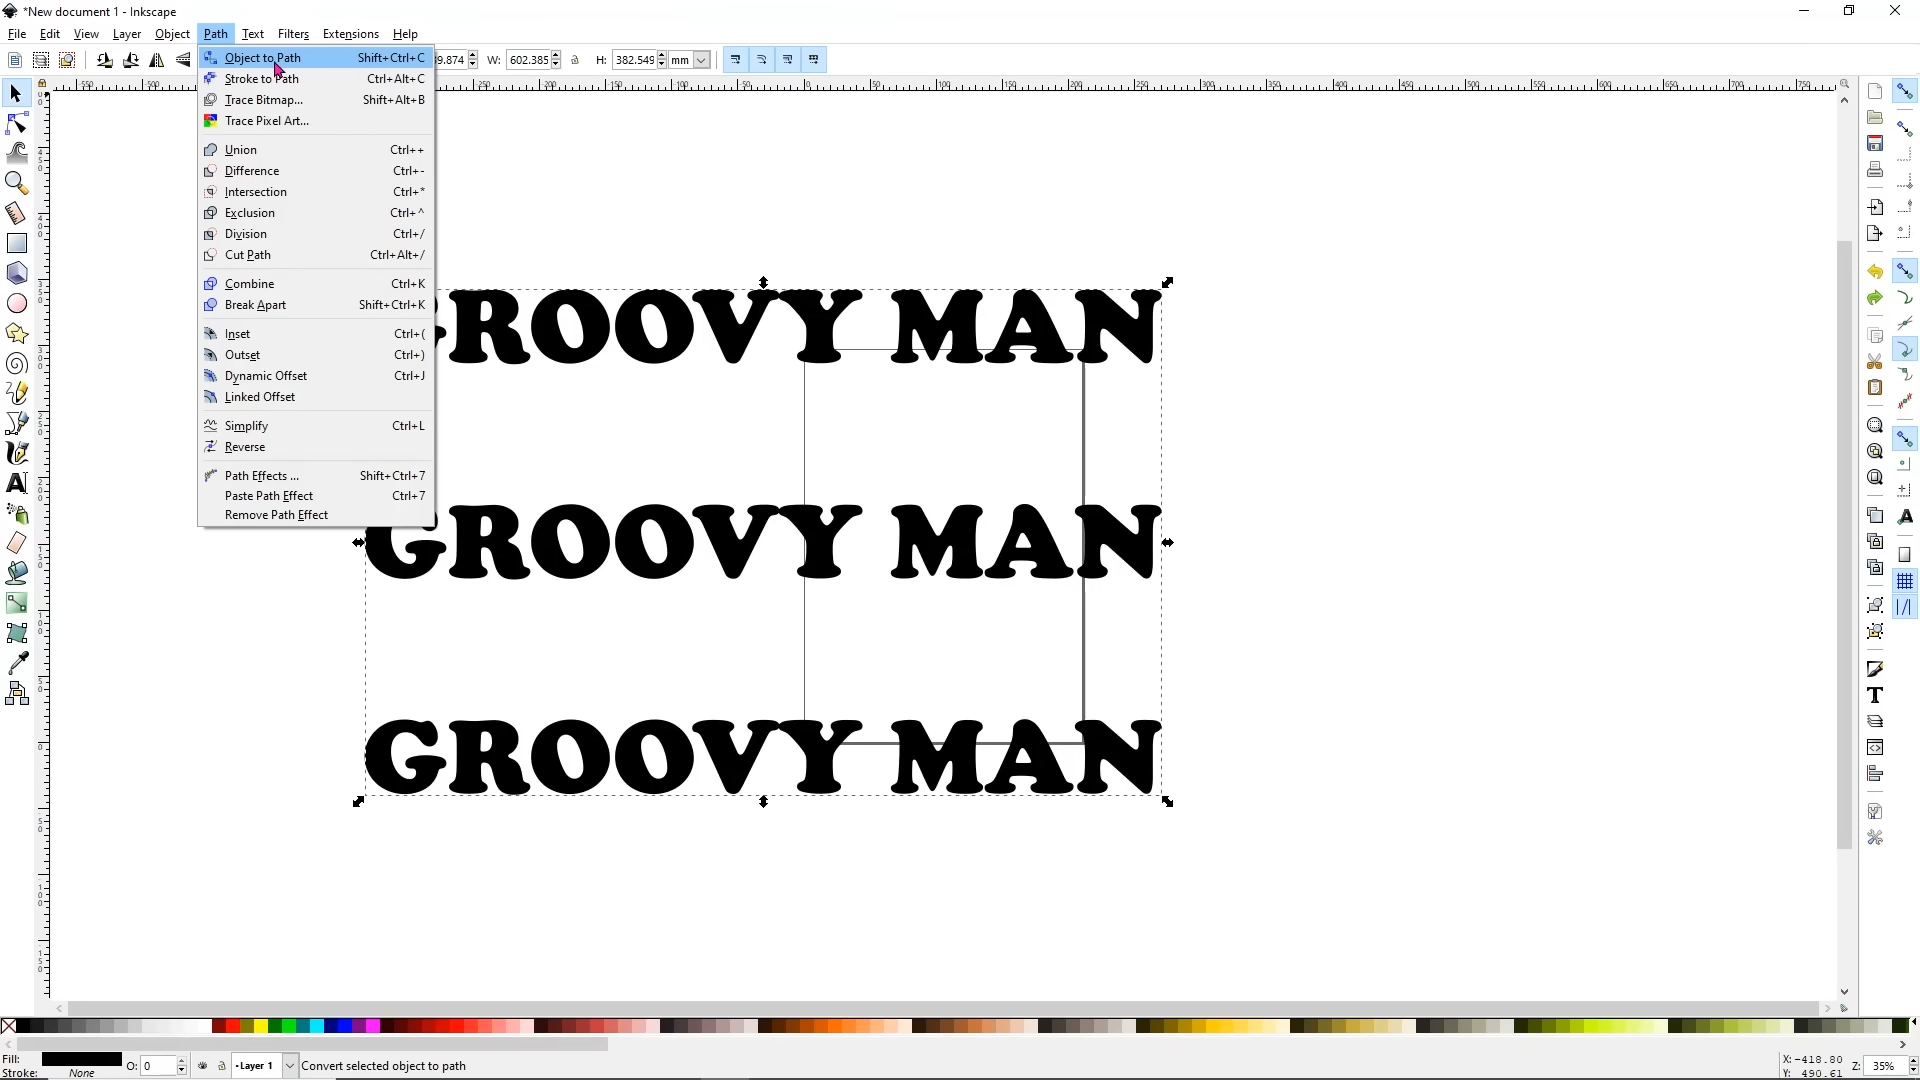 *New document 1 - Inkscape
File Edit View Layer Object Path Text Filters Extensions Help
Object to Path Shift+Ctrl+C
9.874 W: 602.385 H: 382.549 mm
Stroke to Path Ctrl+Alt+C
Trace Bitmap... Shift+Alt+B
Trace Pixel Art...
Union Ctrl++
Difference Ctrl+-
Intersection Ctrl+*
Exclusion Ctrl+^
Division Ctrl+/
Cut Path Ctrl+Alt+/
Combine Ctrl+K
Break Apart Shift+Ctrl+K
Inset Ctrl+(
Outset Ctrl+)
Dynamic Offset Ctrl+J
Linked Offset
Simplify Ctrl+L
Reverse
Path Effects ... Shift+Ctrl+7
Paste Path Effect Ctrl+7
Remove Path Effect
GROOVY MAN
GROOVY MAN
GROOVY MAN
Fill:
Stroke: None
O: 0
Layer 1
Convert selected object to path
X: -418.80
Y: 490.61
Z: 35%